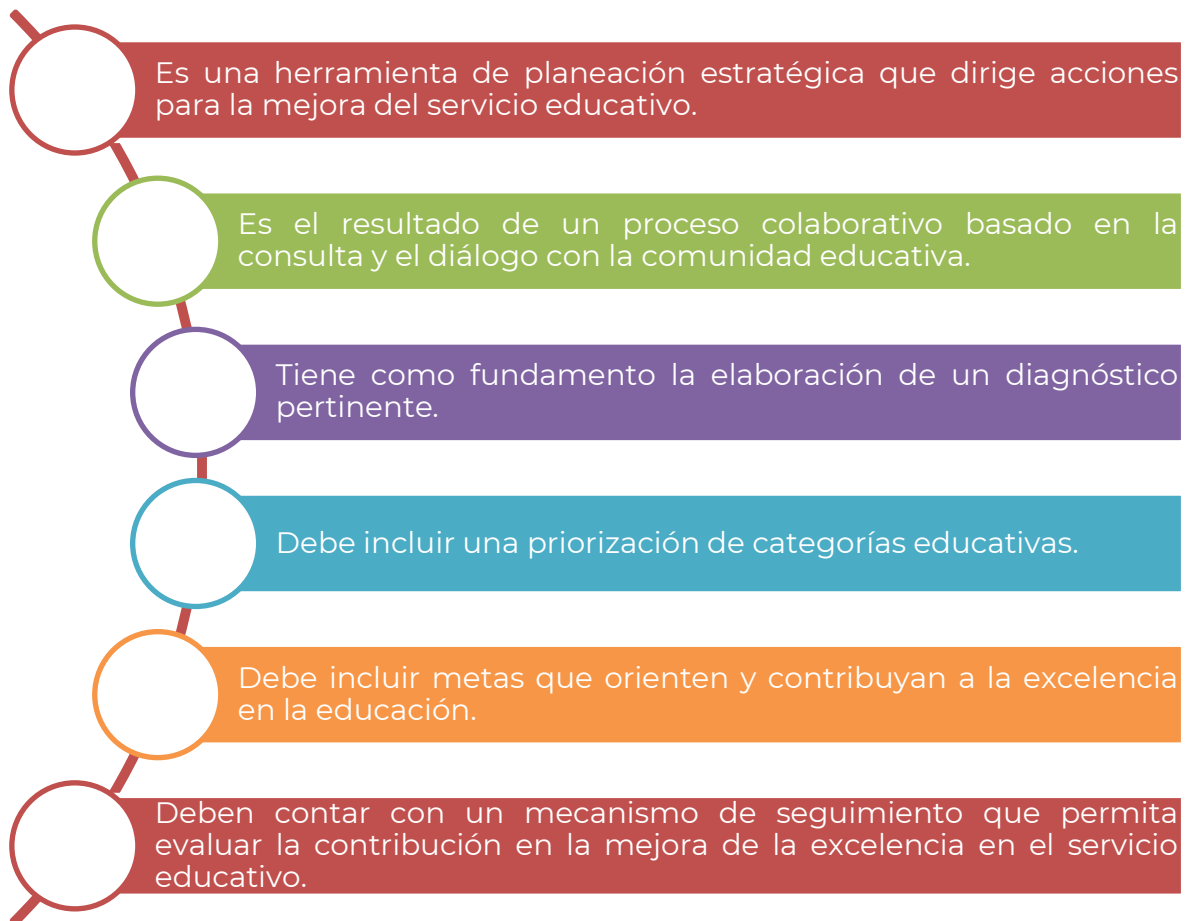 Es una herramienta de planeación estratégica que dirige acciones
para la mejora del servicio educativo.
Es el resultado de un proceso colaborativo basado en la
consulta y el diálogo con la comunidad educativa.
Tiene como fundamento la elaboración de un diagnóstico
pertinente.
Debe incluir una priorización de categorías educativas.
Debe incluir metas que orienten y contribuyan a la excelencia
en la educación.
Deben contar con un mecanismo de seguimiento que permita
evaluar la contribución en la mejora de la excelencia en el servicio
educativo.